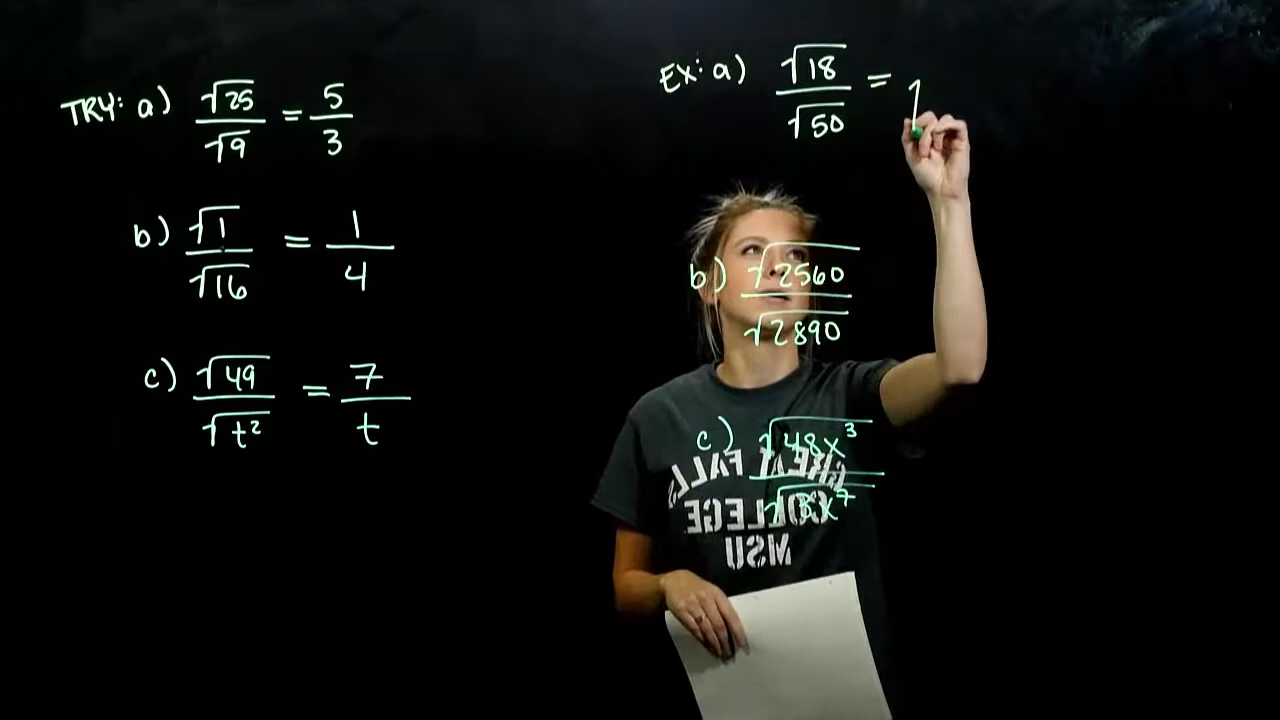 TRY: a) √25/√9 = 5/3
b) √1/√16 = 1/4
c) √49/√t² = 7/t
EX: a) √18/√50 =
b) √2560/√2890
c) √48x³/√3x⁷
GREAT FALLS
COLLEGE
MSU